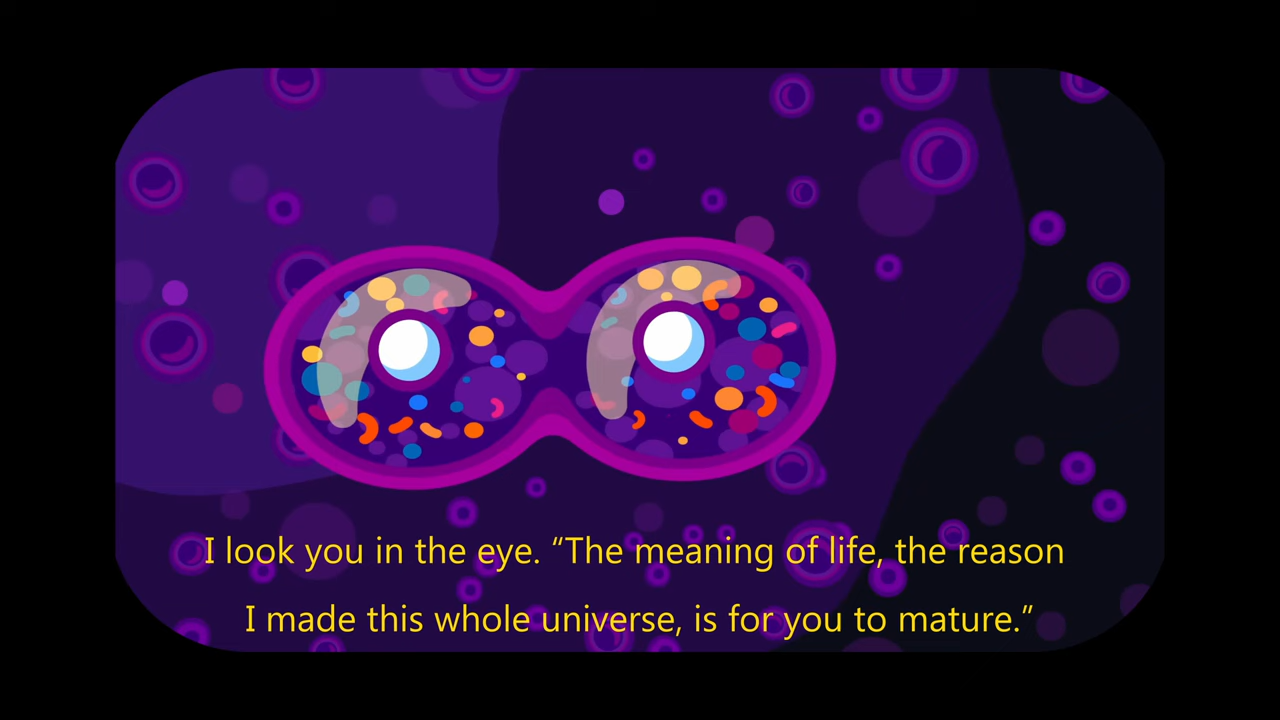 I look you in the eye. “The meaning of life, the reason
I made this whole universe, is for you to mature.”